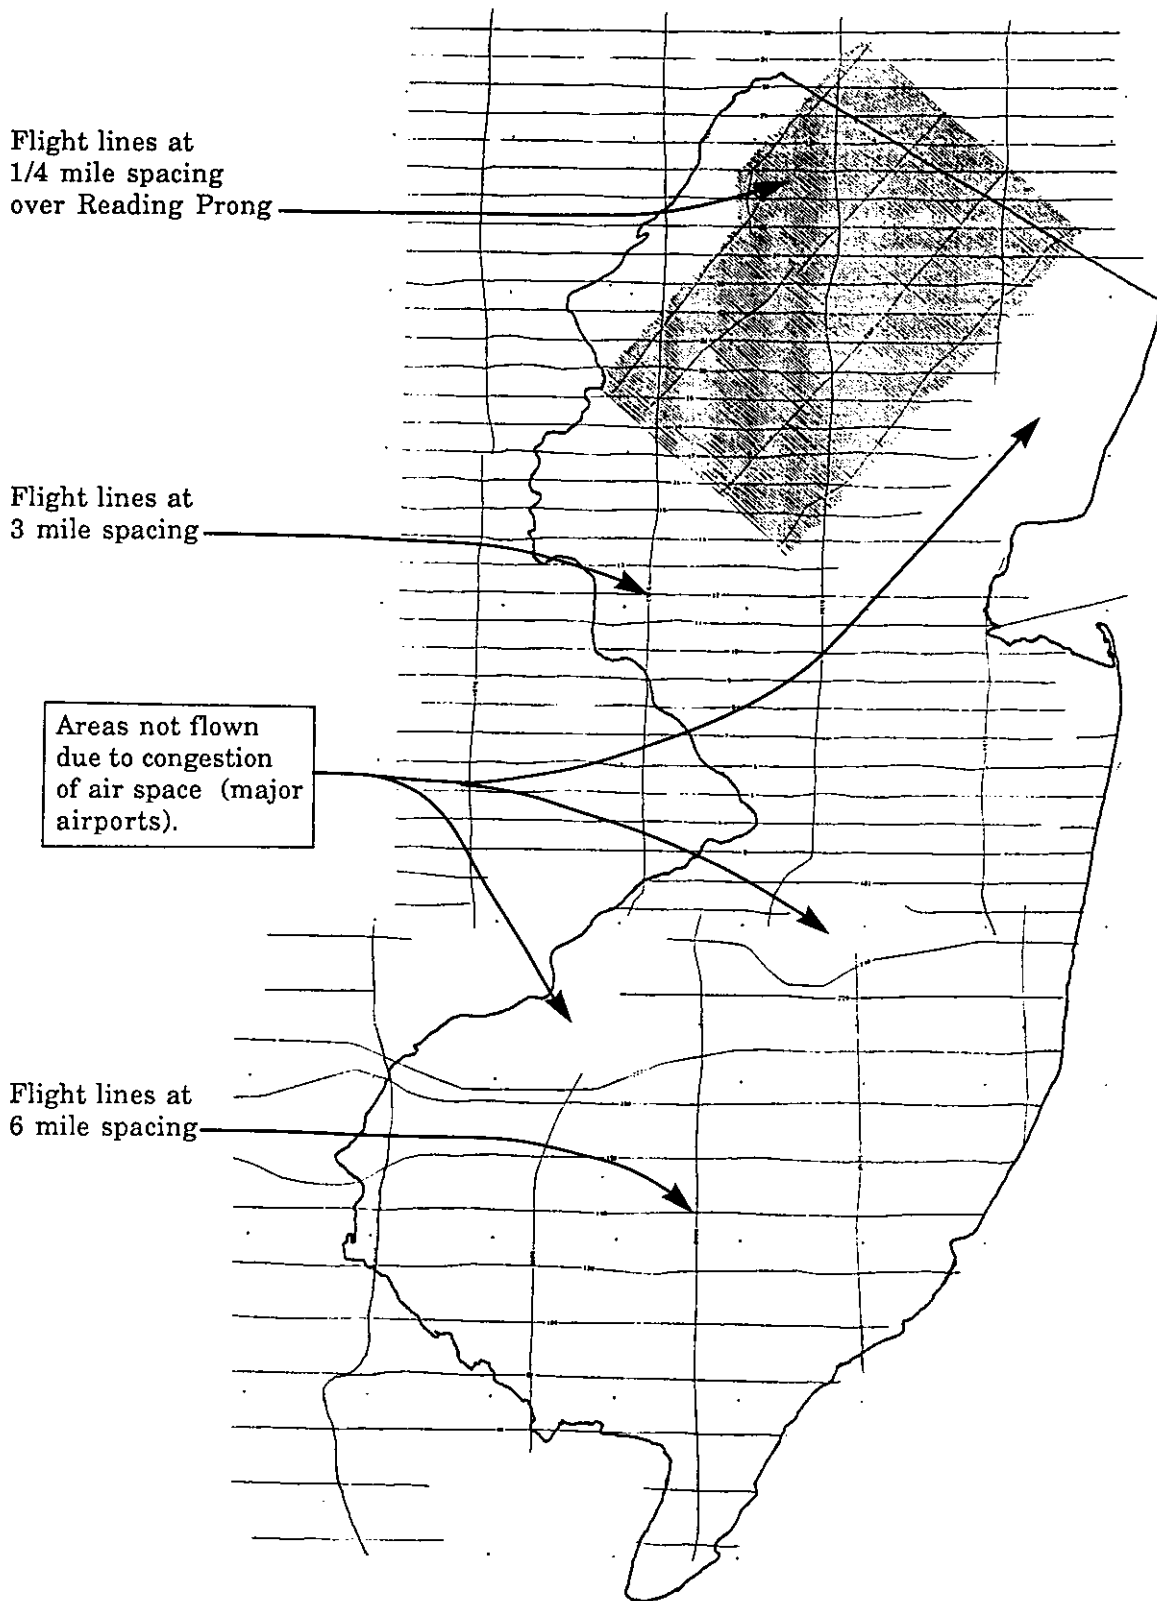 Flight lines at
1/4 mile spacing
over Reading Prong
Flight lines at
3 mile spacing
Areas not flown
due to congestion
of air space (major
airports).
Flight lines at
6 mile spacing